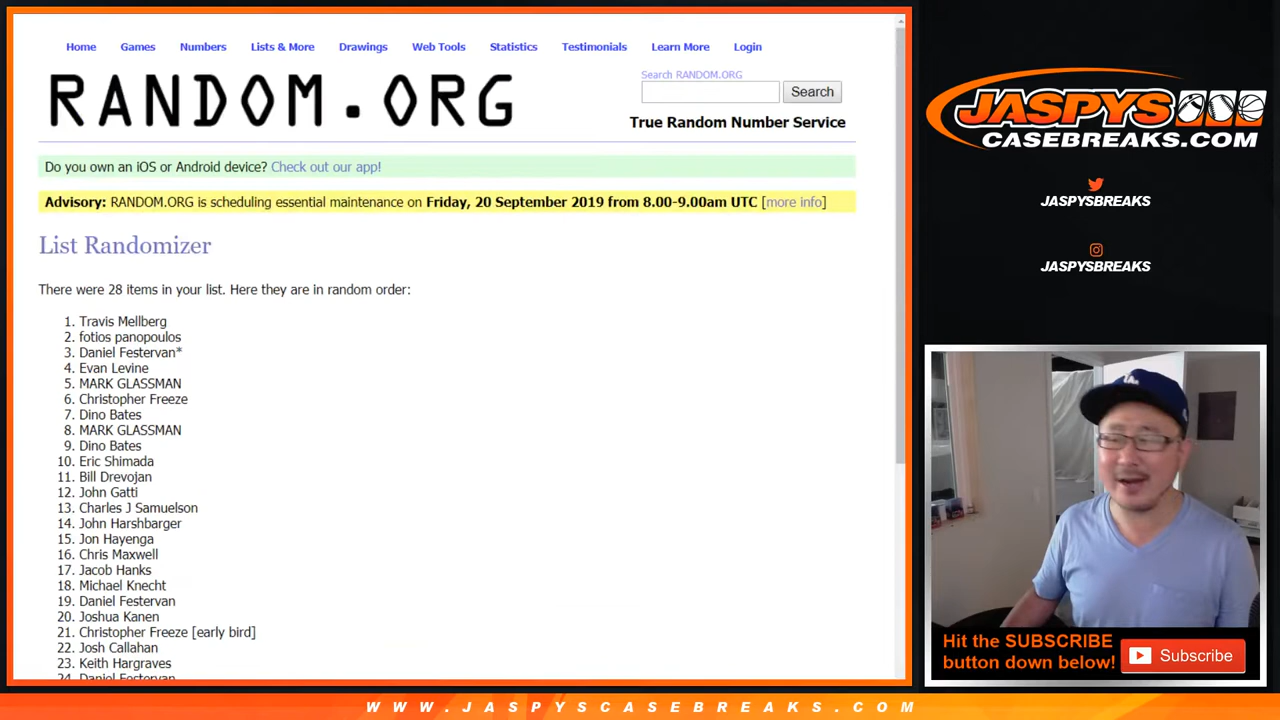 Home Games Numbers Lists & More Drawings Web Tools Statistics Testimonials Learn More Login
RANDOM.ORG
Search RANDOM.ORG
Search
True Random Number Service
Do you own an iOS or Android device? Check out our app!
Advisory: RANDOM.ORG is scheduling essential maintenance on Friday, 20 September 2019 from 8.00-9.00am UTC [more info]
List Randomizer
There were 28 items in your list. Here they are in random order:
1. Travis Mellberg
2. fotios panopoulos
3. Daniel Festervan*
4. Evan Levine
5. MARK GLASSMAN
6. Christopher Freeze
7. Dino Bates
8. MARK GLASSMAN
9. Dino Bates
10. Eric Shimada
11. Bill Drevojan
12. John Gatti
13. Charles J Samuelson
14. John Harshbarger
15. Jon Hayenga
16. Chris Maxwell
17. Jacob Hanks
18. Michael Knecht
19. Daniel Festervan
20. Joshua Kanen
21. Christopher Freeze [early bird]
22. Josh Callahan
23. Keith Hargraves
24. Daniel Festervan
JASPYS
CASEBREAKS.COM
JASPYSBREAKS
JASPYSBREAKS
LA
Hit the SUBSCRIBE
button down below!
Subscribe
WWW.JASPYSCASEBREAKS.COM